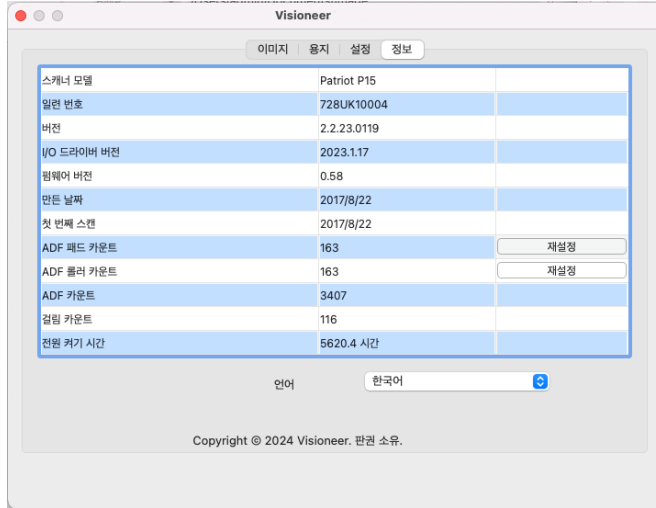 Visioneer
이미지 용지 설정 정보
스캐너 모델 Patriot P15
일련 번호 728UK10004
버전 2.2.23.0119
I/O 드라이버 버전 2023.1.17
펌웨어 버전 0.58
만든 날짜 2017/8/22
첫 번째 스캔 2017/8/22
ADF 패드 카운트 163 재설정
ADF 롤러 카운트 163 재설정
ADF 카운트 3407
걸림 카운트 116
전원 켜기 시간 5620.4 시간
언어 한국어
Copyright © 2024 Visioneer. 판권 소유.